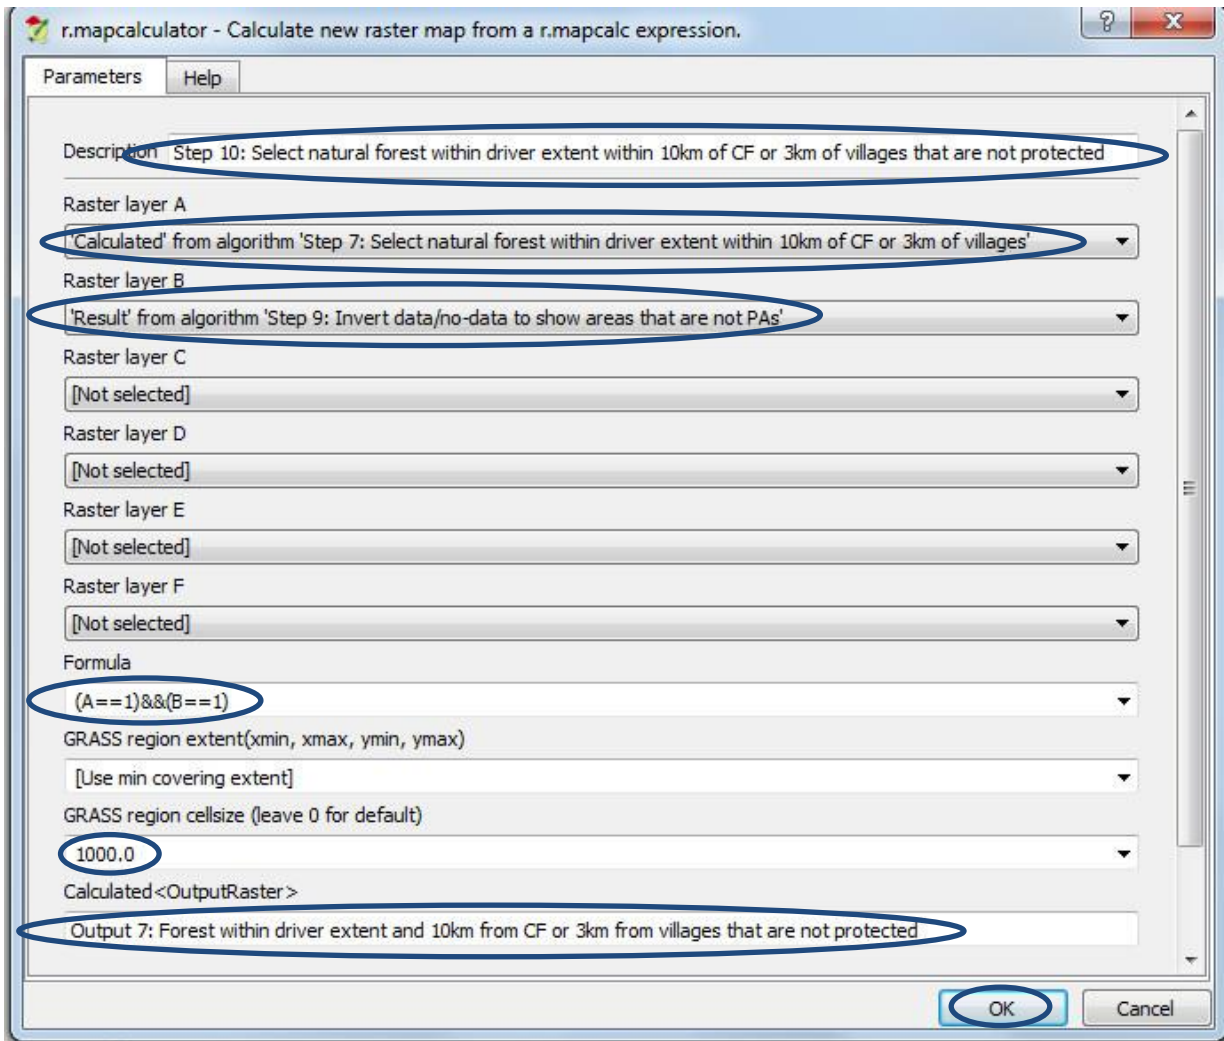 r.mapcalculator - Calculate new raster map from a r.mapcalc expression.
Parameters
Help
Description
Step 10: Select natural forest within driver extent within 10km of CF or 3km of villages that are not protected
Raster layer A
'Calculated' from algorithm 'Step 7: Select natural forest within driver extent within 10km of CF or 3km of villages'
Raster layer B
'Result' from algorithm 'Step 9: Invert data/no-data to show areas that are not PAs'
Raster layer C
[Not selected]
Raster layer D
[Not selected]
Raster layer E
[Not selected]
Raster layer F
[Not selected]
Formula
(A==1)&&(B==1)
GRASS region extent(xmin, xmax, ymin, ymax)
[Use min covering extent]
GRASS region cellsize (leave 0 for default)
1000.0
Calculated<OutputRaster>
Output 7: Forest within driver extent and 10km from CF or 3km from villages that are not protected
OK
Cancel